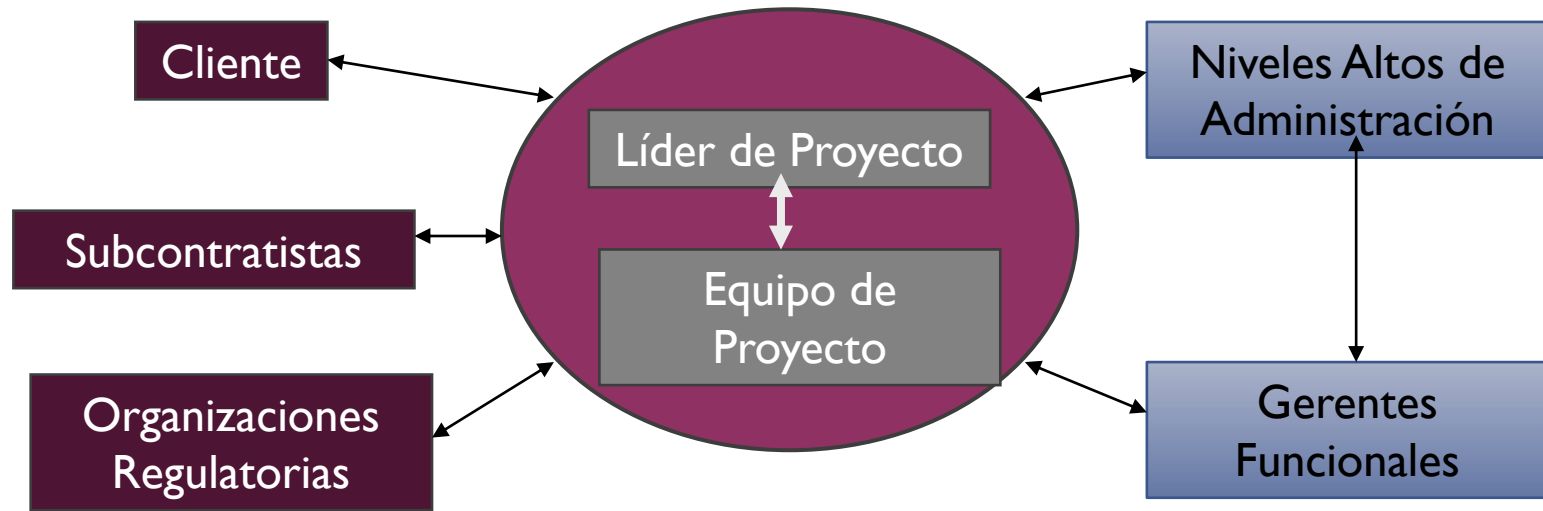 Cliente
Niveles Altos de
Administración
Líder de Proyecto
Subcontratistas
Equipo de
Proyecto
Organizaciones
Regulatorias
Gerentes
Funcionales